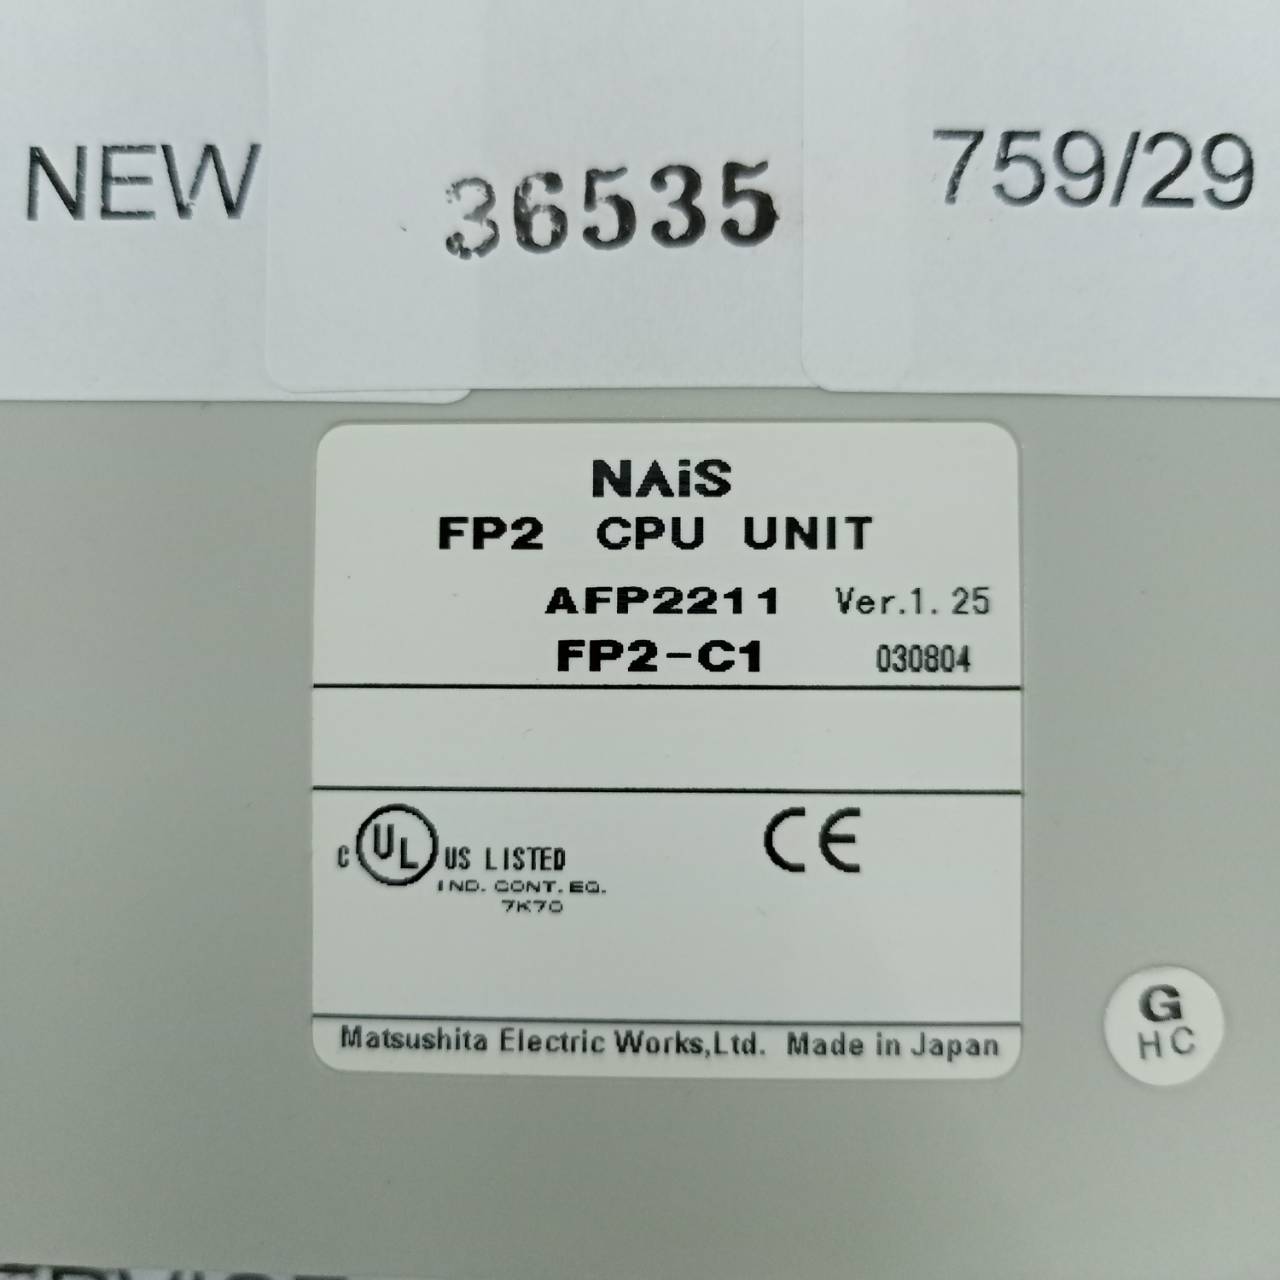 NEW 36535 759/29
NAiS
FP2 CPU UNIT
AFP2211 Ver.1.25
FP2-C1 030804
C UL US LISTED
IND. CONT. EQ.
7K70
CE
Matsushita Electric Works,Ltd. Made in Japan
G
HC